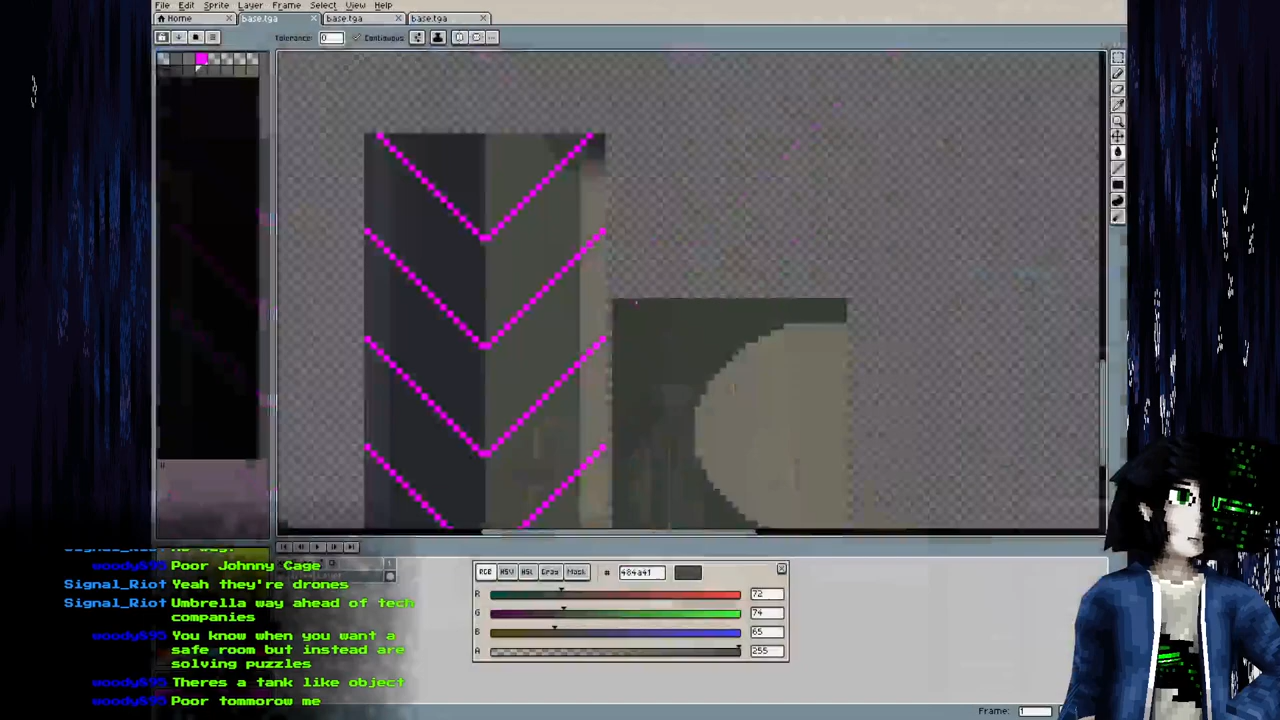 File Edit Sprite Layer Frame Select View Help
Home base.tga base.tga base.tga
Tolerance: 0 Contiguous
RGB HSV HSL Gray Mask # 484a41
R 72
G 74
B 65
A 255
Poor Johnny Cage
Signal_Riot Yeah they're drones
Signal_Riot Umbrella way ahead of tech
companies
woody695 You know when you want a
safe room but instead are
solving puzzles
woody695 Theres a tank like object
woody695 Poor tommorow me
Frame: 1